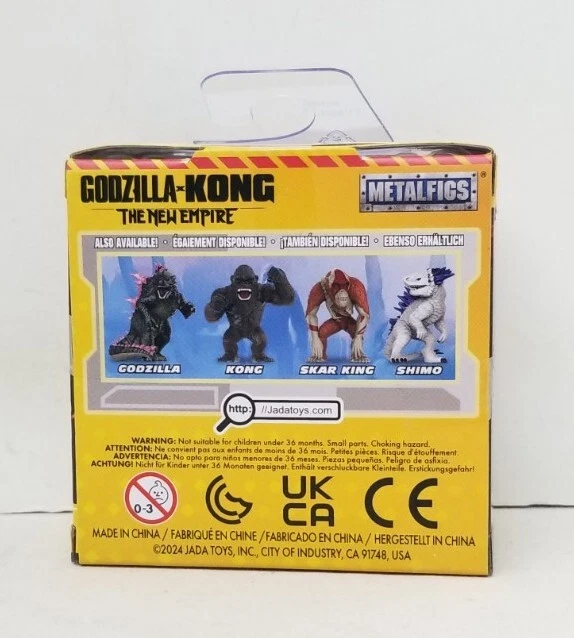 GODZILLA × KONG
THE NEW EMPIRE
METALFIGS®
ALSO AVAILABLE! • ÉGALEMENT DISPONIBLE! • ¡TAMBIÉN DISPONIBLE! • EBENSO ERHÄLTLICH
GODZILLA KONG SKAR KING SHIMO
http: //Jadatoys.com
WARNING: Not suitable for children under 36 months. Small parts. Choking hazard.
ATTENTION: Ne convient pas aux enfants de moins de 36 mois. Petites pièces. Risque d'étouffement.
ADVERTENCIA: No apto para niños menores de 36 meses. Piezas pequeñas. Peligro de asfixia.
ACHTUNG! Nicht für Kinder unter 36 Monaten geeignet. Enthält verschluckbare Kleinteile. Erstickungsgefahr!
0-3
UK
CA
CE
MADE IN CHINA / FABRIQUÉ EN CHINE / FABRICADO EN CHINA / HERGESTELLT IN CHINA
©2024 JADA TOYS, INC., CITY OF INDUSTRY, CA 91748, USA